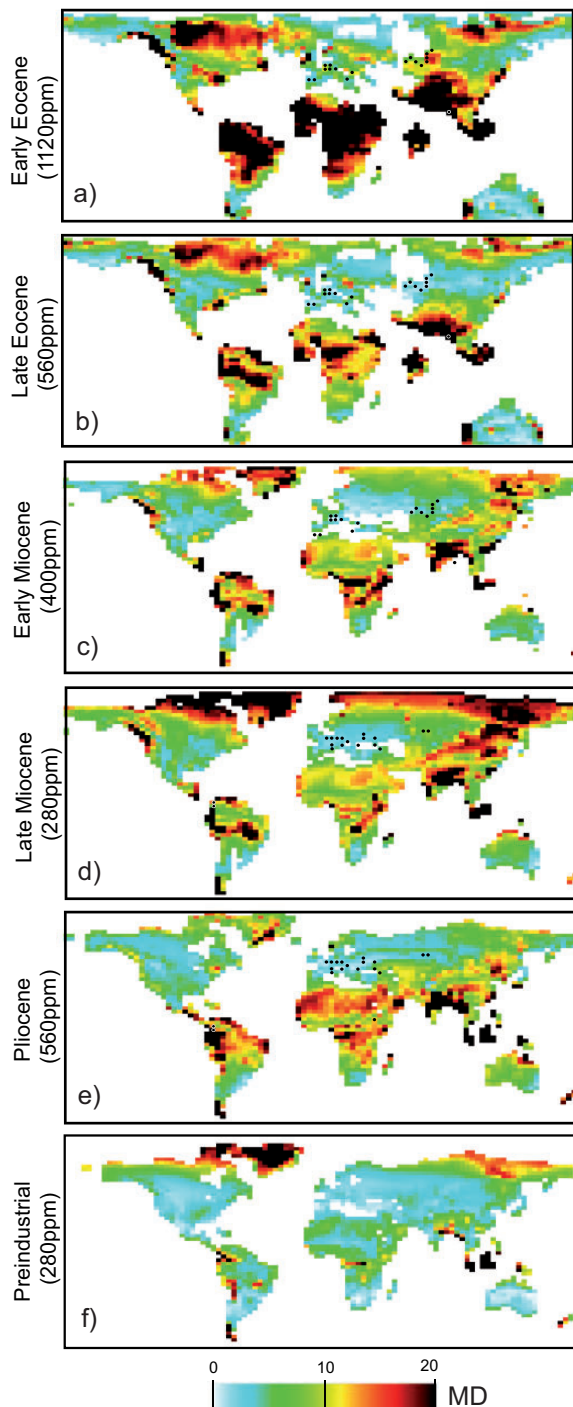 Early Eocene
(1120ppm)
a)
Late Eocene
(560ppm)
b)
Early Miocene
(400ppm)
c)
Late Miocene
(280ppm)
d)
Pliocene
(560ppm)
e)
Preindustrial
(280ppm)
f)
0 10 20
MD